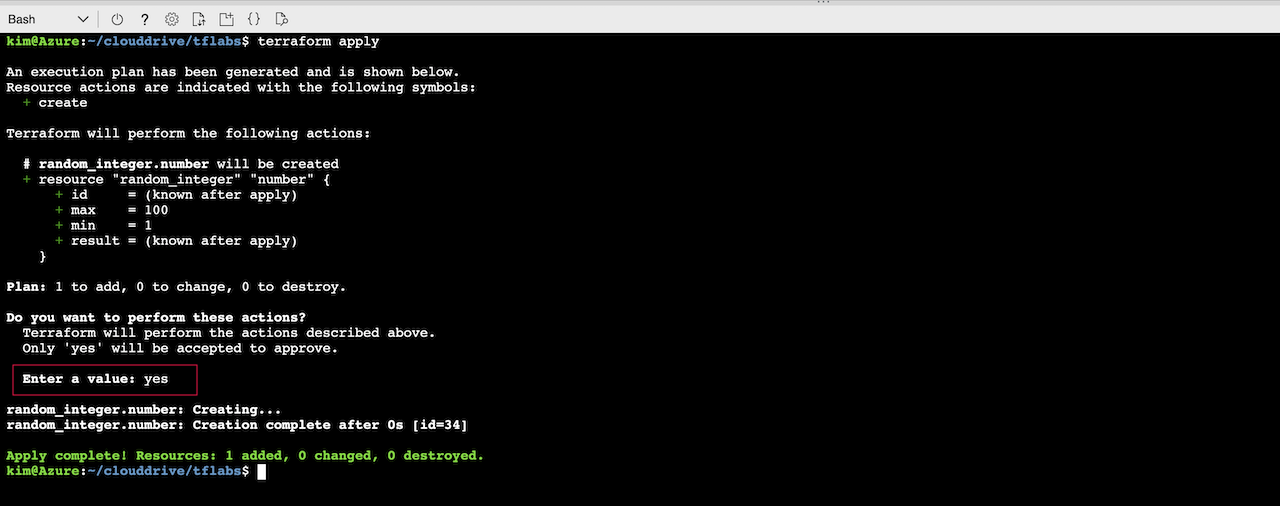 Bash
kim@Azure:~/clouddrive/tflabs$ terraform apply
An execution plan has been generated and is shown below.
Resource actions are indicated with the following symbols:
  + create
Terraform will perform the following actions:
  # random_integer.number will be created
  + resource "random_integer" "number" {
      + id     = (known after apply)
      + max    = 100
      + min    = 1
      + result = (known after apply)
    }
Plan: 1 to add, 0 to change, 0 to destroy.
Do you want to perform these actions?
  Terraform will perform the actions described above.
  Only 'yes' will be accepted to approve.
  Enter a value: yes
random_integer.number: Creating...
random_integer.number: Creation complete after 0s [id=34]
Apply complete! Resources: 1 added, 0 changed, 0 destroyed.
kim@Azure:~/clouddrive/tflabs$